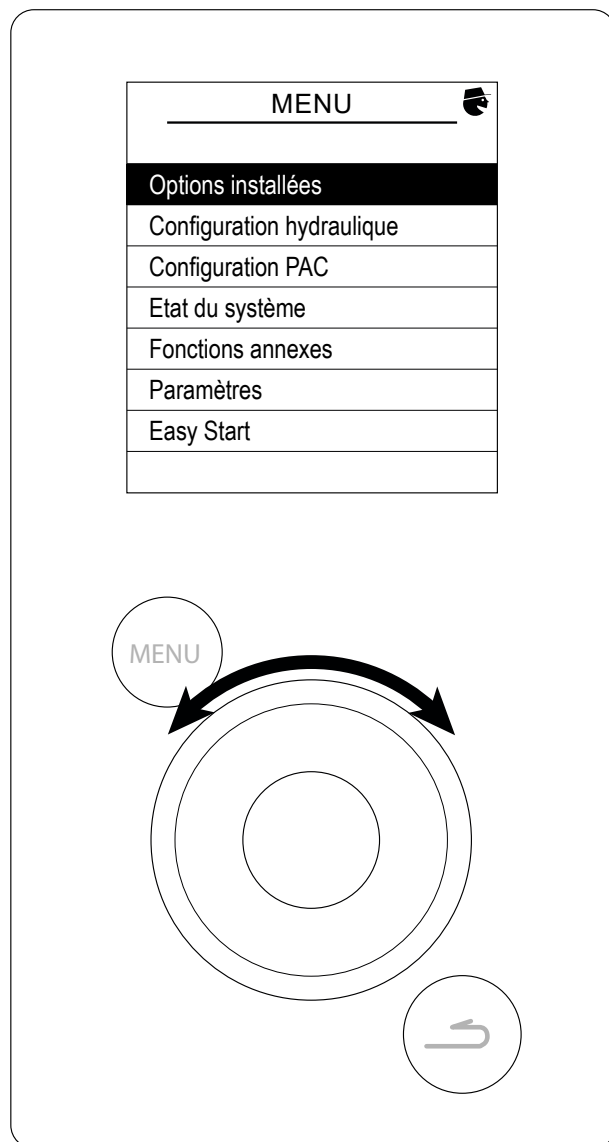 MENU
Options installées
Configuration hydraulique
Configuration PAC
Etat du système
Fonctions annexes
Paramètres
Easy Start
MENU